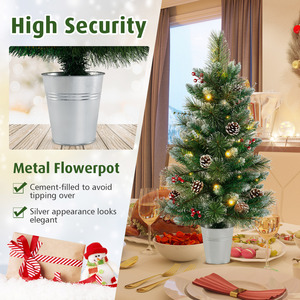 High Security
Metal Flowerpot
Cement-filled to avoid
tipping over
Silver appearance looks
elegant